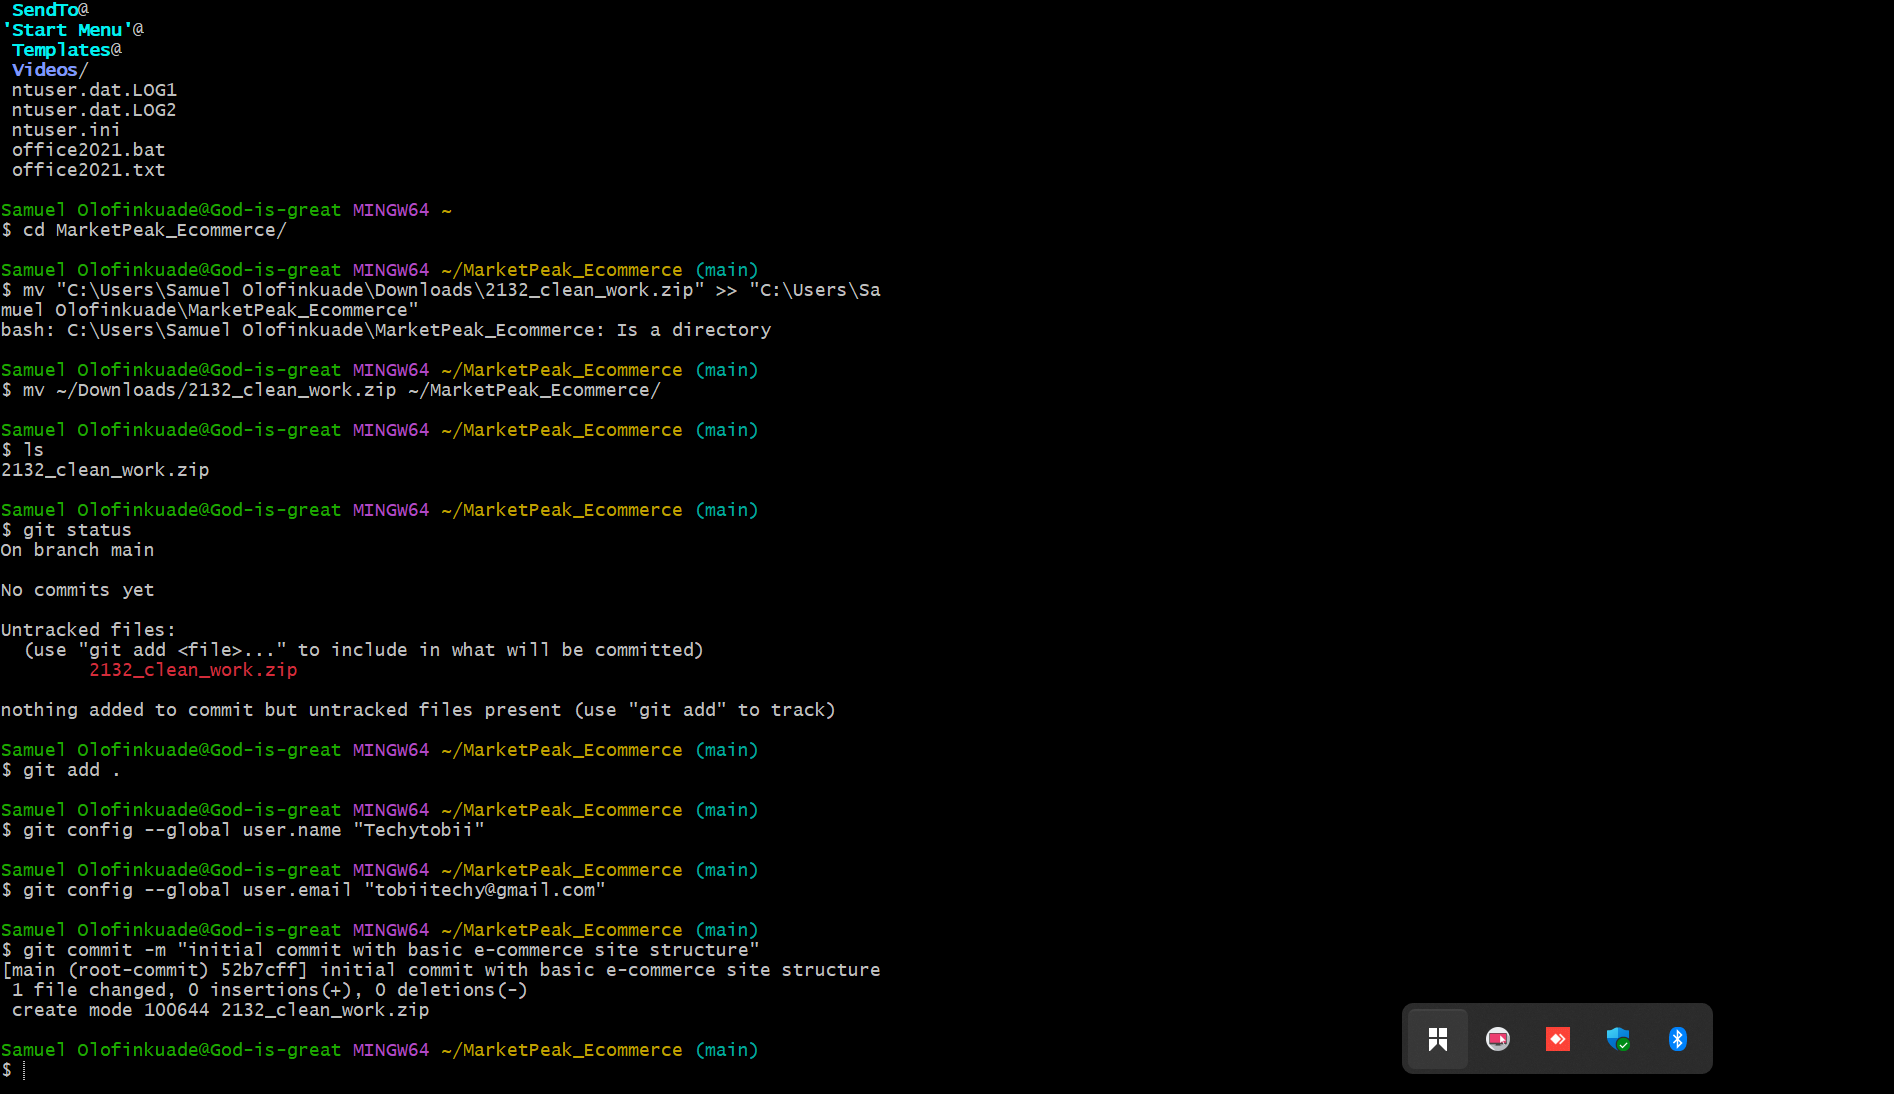 SendTo@
'Start Menu'@
Templates@
Videos/
ntuser.dat.LOG1
ntuser.dat.LOG2
ntuser.ini
office2021.bat
office2021.txt
Samuel Olofinkuade@God-is-great MINGW64 ~
$ cd MarketPeak_Ecommerce/
Samuel Olofinkuade@God-is-great MINGW64 ~/MarketPeak_Ecommerce (main)
$ mv "C:\Users\Samuel Olofinkuade\Downloads\2132_clean_work.zip" >> "C:\Users\Sa
muel Olofinkuade\MarketPeak_Ecommerce"
bash: C:\Users\Samuel Olofinkuade\MarketPeak_Ecommerce: Is a directory
Samuel Olofinkuade@God-is-great MINGW64 ~/MarketPeak_Ecommerce (main)
$ mv ~/Downloads/2132_clean_work.zip ~/MarketPeak_Ecommerce/
Samuel Olofinkuade@God-is-great MINGW64 ~/MarketPeak_Ecommerce (main)
$ ls
2132_clean_work.zip
Samuel Olofinkuade@God-is-great MINGW64 ~/MarketPeak_Ecommerce (main)
$ git status
On branch main
No commits yet
Untracked files:
(use "git add <file>..." to include in what will be committed)
2132_clean_work.zip
nothing added to commit but untracked files present (use "git add" to track)
Samuel Olofinkuade@God-is-great MINGW64 ~/MarketPeak_Ecommerce (main)
$ git add .
Samuel Olofinkuade@God-is-great MINGW64 ~/MarketPeak_Ecommerce (main)
$ git config --global user.name "Techytobii"
Samuel Olofinkuade@God-is-great MINGW64 ~/MarketPeak_Ecommerce (main)
$ git config --global user.email "tobiitechy@gmail.com"
Samuel Olofinkuade@God-is-great MINGW64 ~/MarketPeak_Ecommerce (main)
$ git commit -m "initial commit with basic e-commerce site structure"
[main (root-commit) 52b7cff] initial commit with basic e-commerce site structure
1 file changed, 0 insertions(+), 0 deletions(-)
create mode 100644 2132_clean_work.zip
Samuel Olofinkuade@God-is-great MINGW64 ~/MarketPeak_Ecommerce (main)
$